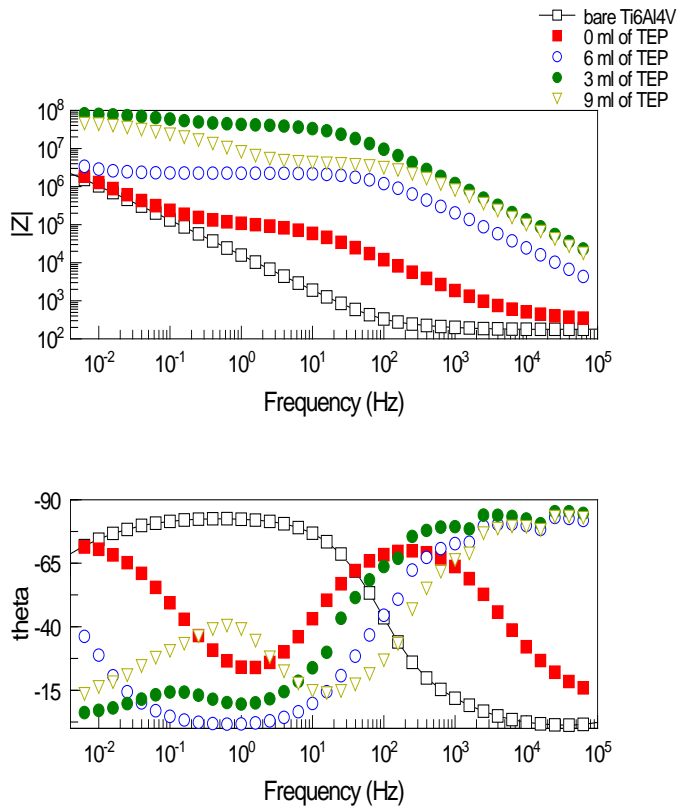 bare Ti6Al4V
0 ml of TEP
6 ml of TEP
3 ml of TEP
9 ml of TEP
10^8
10^7
10^6
10^5
10^4
10^3
10^2
|Z|
10^-2 10^-1 10^0 10^1 10^2 10^3 10^4 10^5
Frequency (Hz)
-90
-65
-40
-15
theta
10^-2 10^-1 10^0 10^1 10^2 10^3 10^4 10^5
Frequency (Hz)